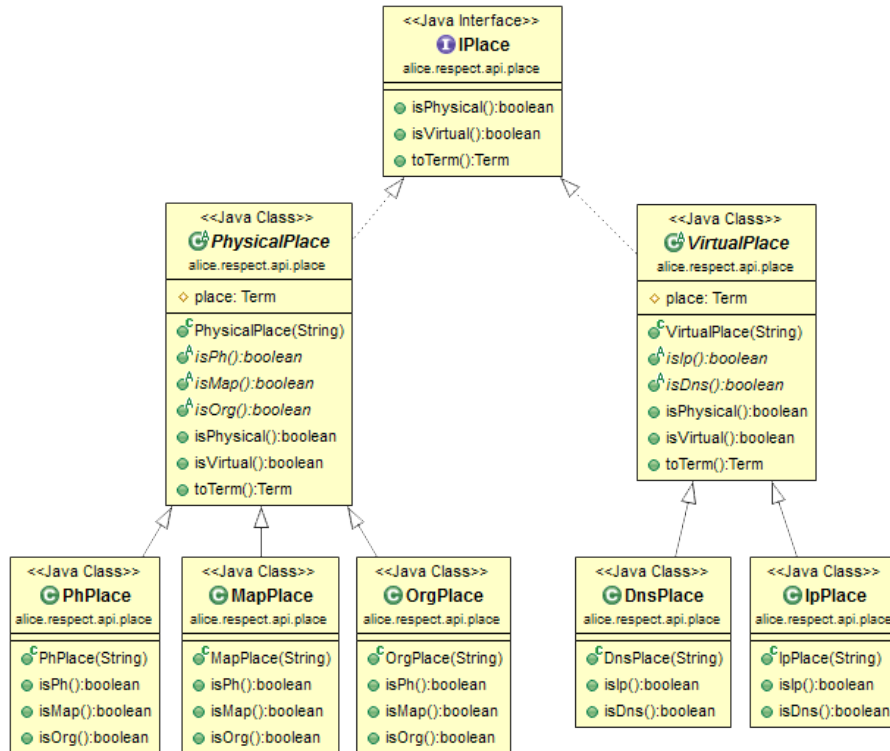 <<Java Interface>>
IPlace
alice.respect.api.place
isPhysical():boolean
isVirtual():boolean
toTerm():Term
<<Java Class>>
PhysicalPlace
alice.respect.api.place
place: Term
PhysicalPlace(String)
isPh():boolean
isMap():boolean
isOrg():boolean
isPhysical():boolean
isVirtual():boolean
toTerm():Term
<<Java Class>>
VirtualPlace
alice.respect.api.place
place: Term
VirtualPlace(String)
isIp():boolean
isDns():boolean
isPhysical():boolean
isVirtual():boolean
toTerm():Term
<<Java Class>>
PhPlace
alice.respect.api.place
PhPlace(String)
isPh():boolean
isMap():boolean
isOrg():boolean
<<Java Class>>
MapPlace
alice.respect.api.place
MapPlace(String)
isPh():boolean
isMap():boolean
isOrg():boolean
<<Java Class>>
OrgPlace
alice.respect.api.place
OrgPlace(String)
isPh():boolean
isMap():boolean
isOrg():boolean
<<Java Class>>
DnsPlace
alice.respect.api.place
DnsPlace(String)
isIp():boolean
isDns():boolean
<<Java Class>>
IpPlace
alice.respect.api.place
IpPlace(String)
isIp():boolean
isDns():boolean